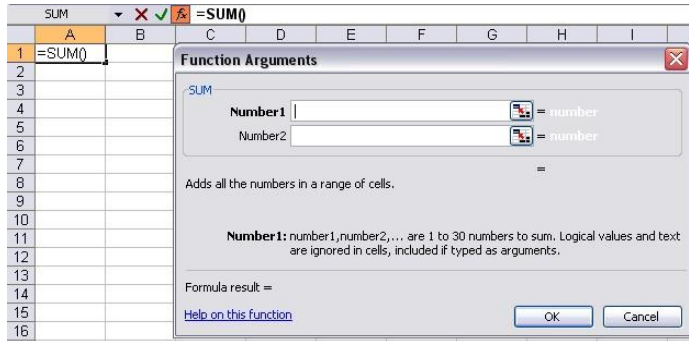 SUM
=SUM()
A B C D E F G H I
1 =SUM()
2
3
4
5
6
7
8
9
10
11
12
13
14
15
16
Function Arguments
SUM
Number1 = number
Number2 = number
=
Adds all the numbers in a range of cells.
Number1: number1,number2,... are 1 to 30 numbers to sum. Logical values and text
are ignored in cells, included if typed as arguments.
Formula result =
Help on this function
OK
Cancel